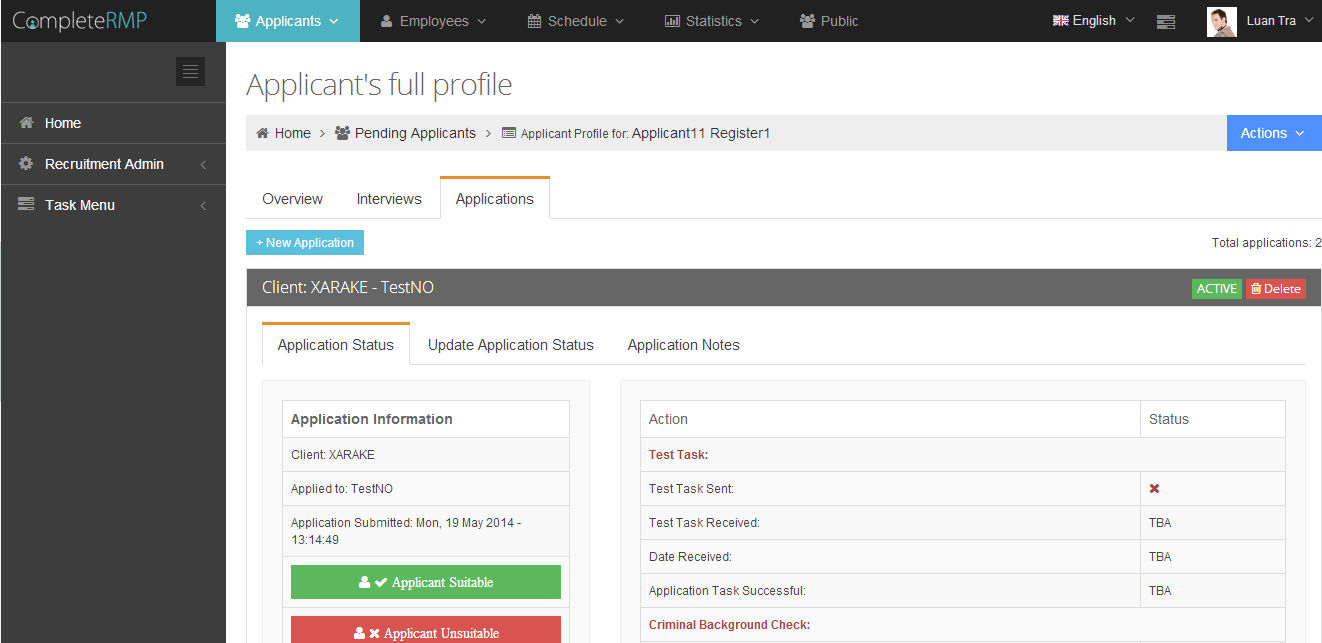 CompleteRMP
Applicants
Employees
Schedule
Statistics
Public
English
Luan Tra
Home
Recruitment Admin
Task Menu
Applicant's full profile
Home > Pending Applicants > Applicant Profile for: Applicant11 Register1
Actions
Overview
Interviews
Applications
+ New Application
Total applications: 2
Client: XARAKE - TestNO
ACTIVE
Delete
Application Status
Update Application Status
Application Notes
Application Information
Client: XARAKE
Applied to: TestNO
Application Submitted: Mon, 19 May 2014 -
13:14:49
Applicant Suitable
Applicant Unsuitable
Action Status
Test Task:
Test Task Sent:
Test Task Received: TBA
Date Received: TBA
Application Task Successful: TBA
Criminal Background Check: